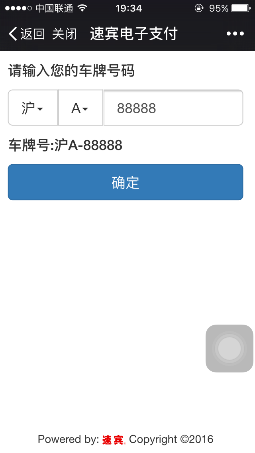 中国联通 19:34 95%
返回 关闭 速宾电子支付
请输入您的车牌号码
沪 A 88888
车牌号:沪A-88888
确定
Powered by: 速宾. Copyright ©2016